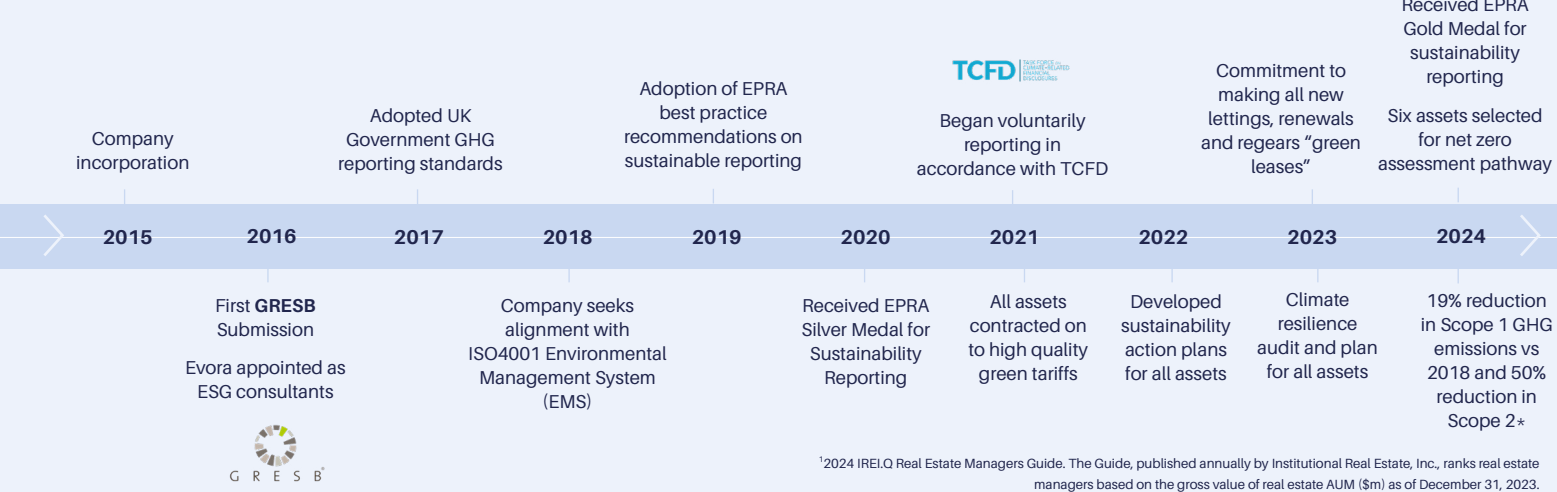 Company
incorporation
Adopted UK
Government GHG
reporting standards
Adoption of EPRA
best practice
recommendations on
sustainable reporting
TCFD
TASK FORCE ON
CLIMATE-RELATED
FINANCIAL
DISCLOSURES
Began voluntarily
reporting in
accordance with TCFD
Commitment to
making all new
lettings, renewals
and regears “green
leases”
Received EPRA
Gold Medal for
sustainability
reporting
Six assets selected
for net zero
assessment pathway
2015 2016 2017 2018 2019 2020 2021 2022 2023 2024
First GRESB
Submission
Evora appointed as
ESG consultants
G R E S B®
Company seeks
alignment with
ISO4001 Environmental
Management System
(EMS)
Received EPRA
Silver Medal for
Sustainability
Reporting
All assets
contracted on
to high quality
green tariffs
Developed
sustainability
action plans
for all assets
Climate
resilience
audit and plan
for all assets
19% reduction
in Scope 1 GHG
emissions vs
2018 and 50%
reduction in
Scope 2*
¹2024 IREI.Q Real Estate Managers Guide. The Guide, published annually by Institutional Real Estate, Inc., ranks real estate
managers based on the gross value of real estate AUM ($m) as of December 31, 2023.